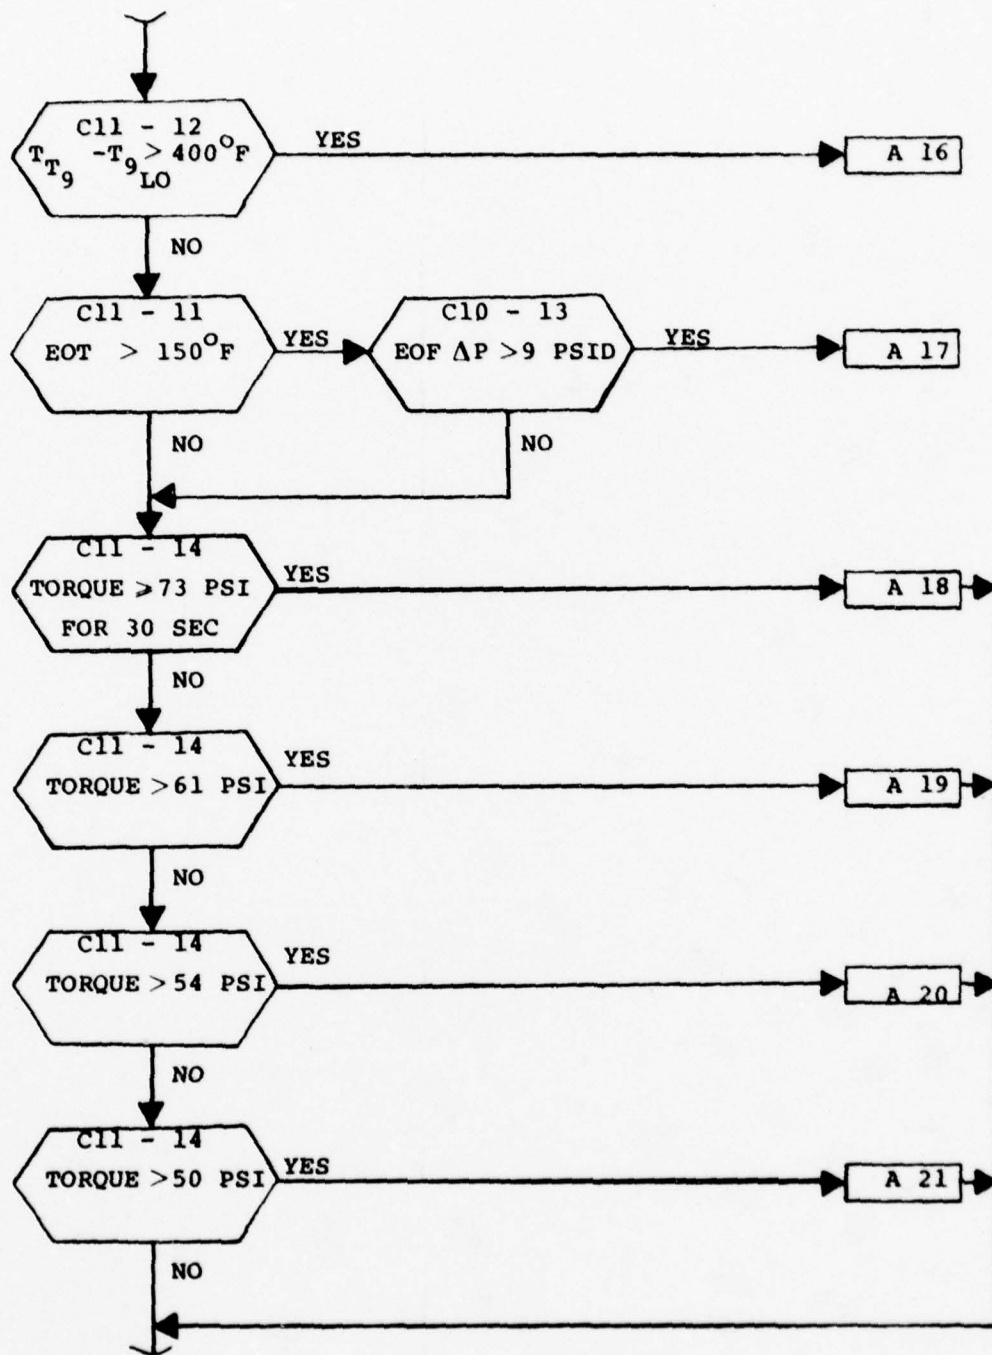 C11 - 12
T_T9 -T_9LO > 400°F
YES
A 16
NO
C11 - 11
EOT > 150°F
YES
C10 - 13
EOF ΔP >9 PSID
YES
A 17
NO
NO
C11 - 14
TORQUE ⩾73 PSI
FOR 30 SEC
YES
A 18
NO
C11 - 14
TORQUE >61 PSI
YES
A 19
NO
C11 - 14
TORQUE >54 PSI
YES
A 20
NO
C11 - 14
TORQUE >50 PSI
YES
A 21
NO